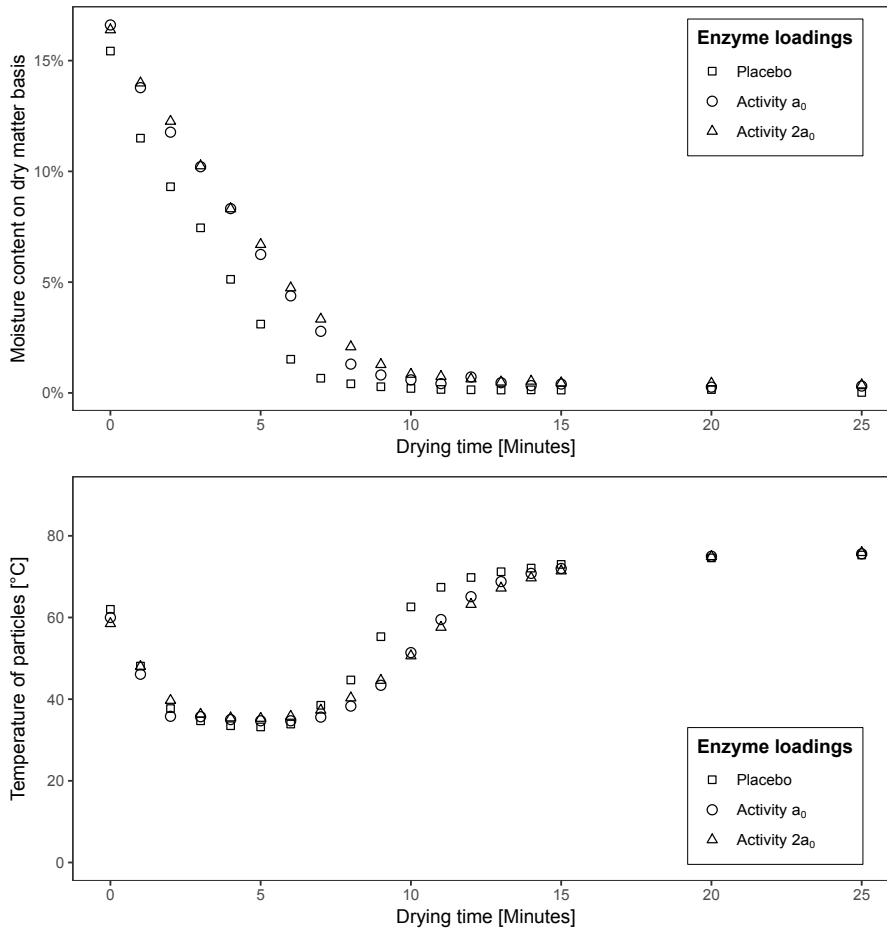 Moisture content on dry matter basis
15%
10%
5%
0%
Enzyme loadings
Placebo
Activity a₀
Activity 2a₀
0 5 10 15 20 25
Drying time [Minutes]
Temperature of particles [°C]
80
60
40
20
0
Enzyme loadings
Placebo
Activity a₀
Activity 2a₀
0 5 10 15 20 25
Drying time [Minutes]